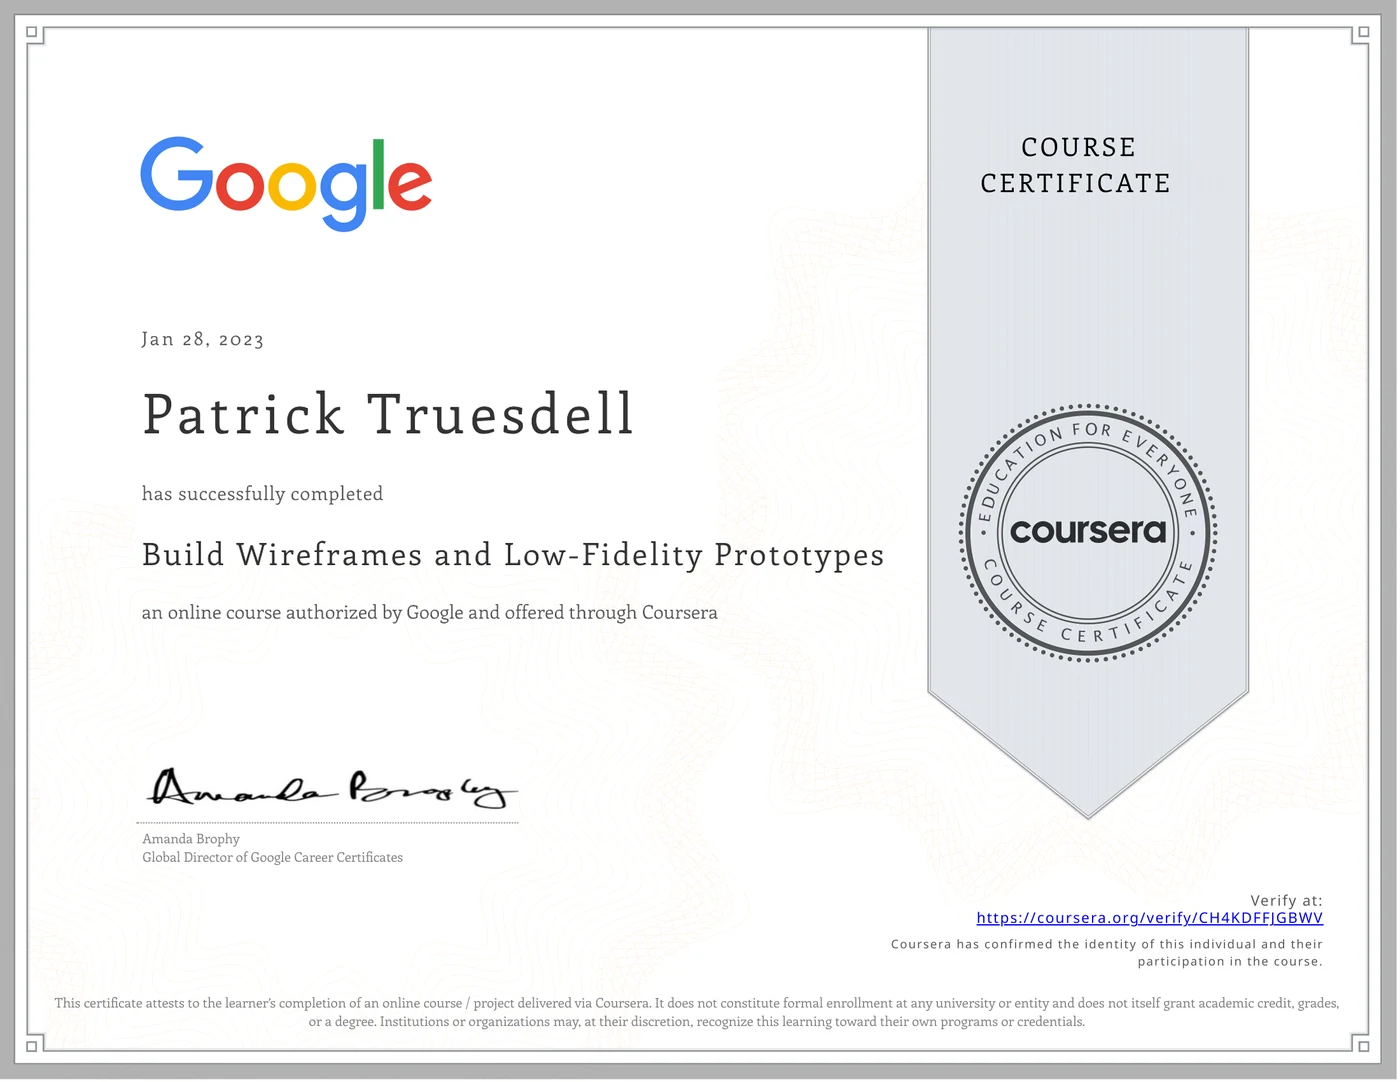 Google
COURSE
CERTIFICATE
Jan 28, 2023
Patrick Truesdell
has successfully completed
Build Wireframes and Low-Fidelity Prototypes
an online course authorized by Google and offered through Coursera
EDUCATION FOR EVERYONE
coursera
COURSE CERTIFICATE
Amanda Brophy
Amanda Brophy
Global Director of Google Career Certificates
Verify at:
https://coursera.org/verify/CH4KDFFJGBWV
Coursera has confirmed the identity of this individual and their
participation in the course.
This certificate attests to the learner's completion of an online course / project delivered via Coursera. It does not constitute formal enrollment at any university or entity and does not itself grant academic credit, grades,
or a degree. Institutions or organizations may, at their discretion, recognize this learning toward their own programs or credentials.